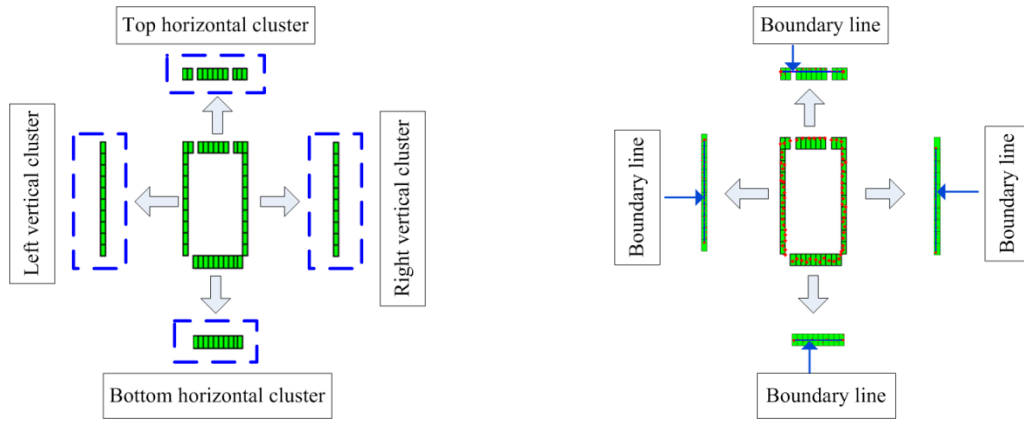 Top horizontal cluster
Left vertical cluster
Right vertical cluster
Bottom horizontal cluster
Boundary line
Boundary line
Boundary line
Boundary line